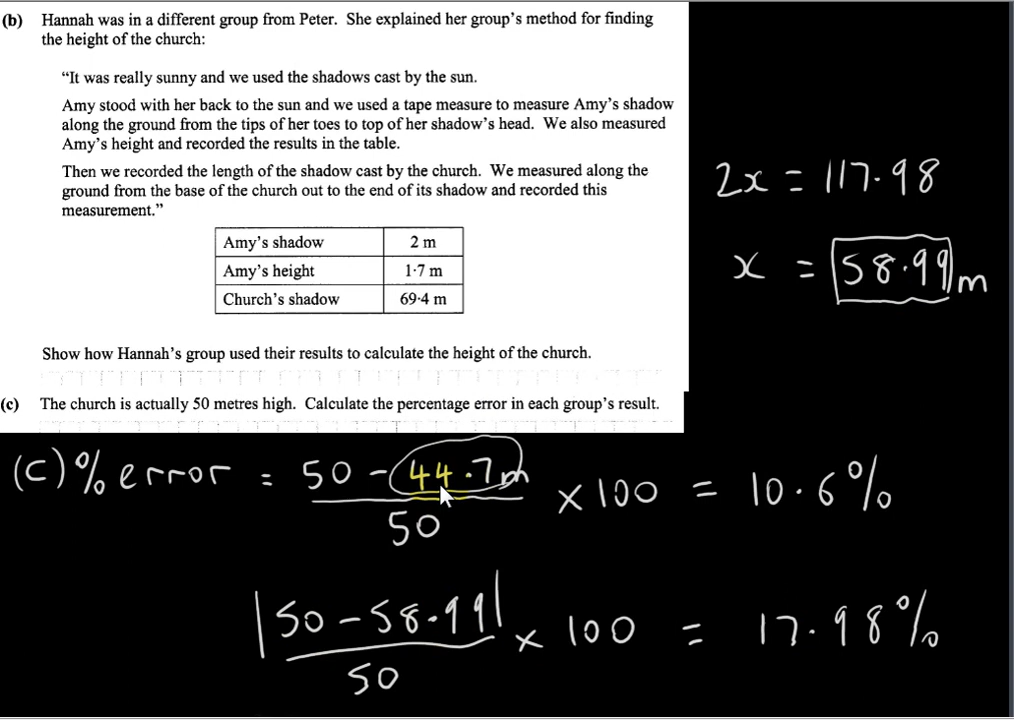 (b) Hannah was in a different group from Peter. She explained her group's method for finding
the height of the church:
"It was really sunny and we used the shadows cast by the sun.
Amy stood with her back to the sun and we used a tape measure to measure Amy's shadow
along the ground from the tips of her toes to top of her shadow's head. We also measured
Amy's height and recorded the results in the table.
Then we recorded the length of the shadow cast by the church. We measured along the
ground from the base of the church out to the end of its shadow and recorded this
measurement."
Amy's shadow 2 m
Amy's height 1·7 m
Church's shadow 69·4 m
Show how Hannah's group used their results to calculate the height of the church.
(c) The church is actually 50 metres high. Calculate the percentage error in each group's result.
2x = 117.98
x = 58.99 m
(C) % error = 50 - 44.7m / 50 × 100 = 10.6%
|50 - 58.99| / 50 × 100 = 17.98%